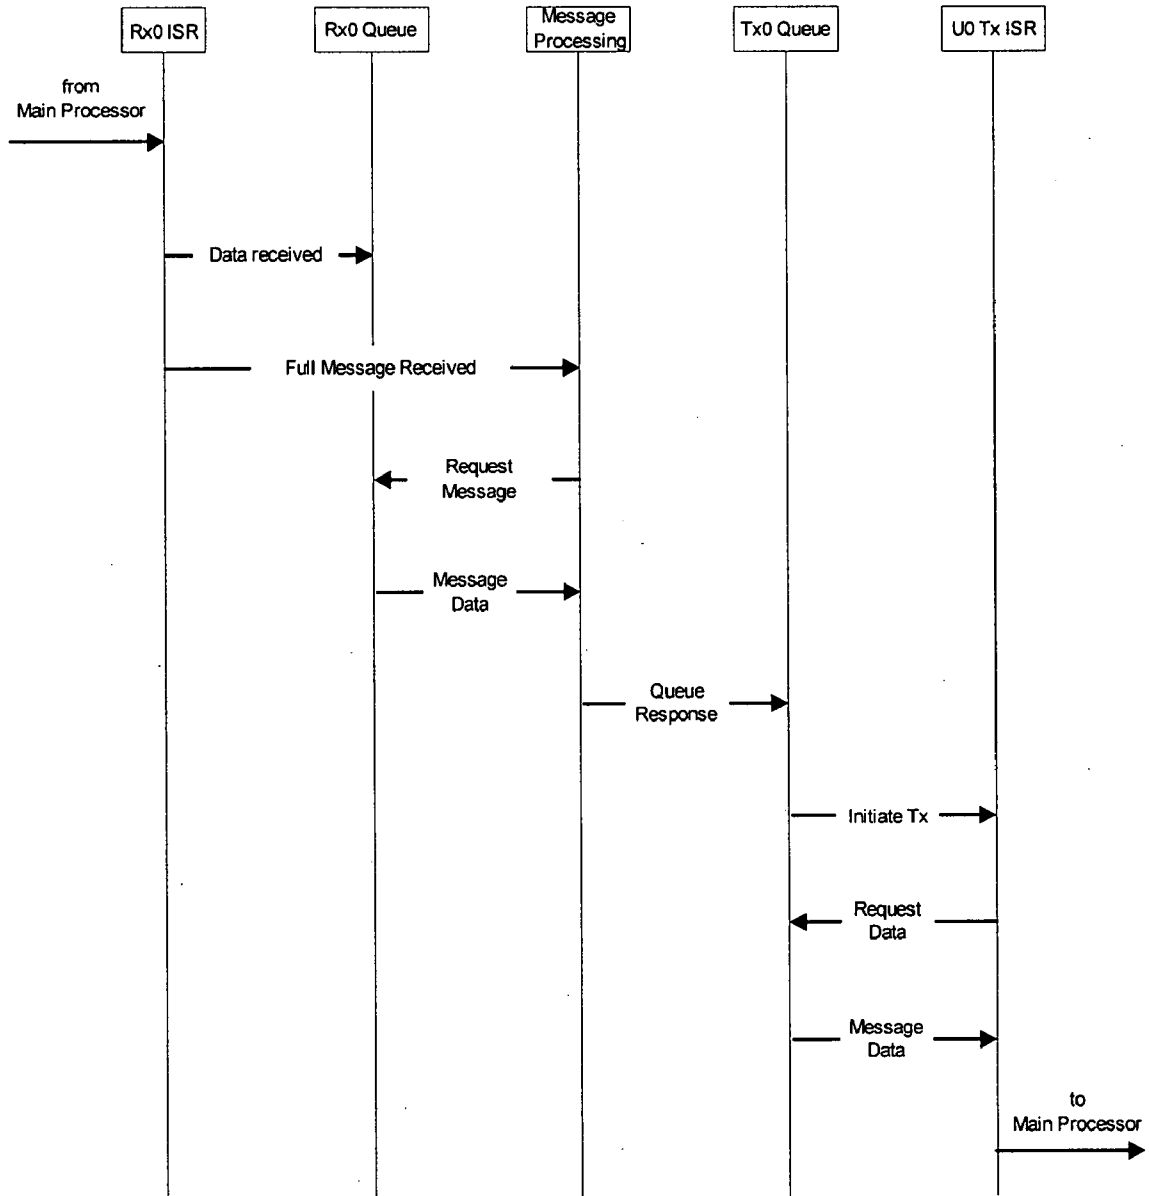 Rx0 ISR
Rx0 Queue
Message
Processing
Tx0 Queue
U0 Tx ISR
from
Main Processor
Data received
Full Message Received
Request
Message
Message
Data
Queue
Response
Initiate Tx
Request
Data
Message
Data
to
Main Processor